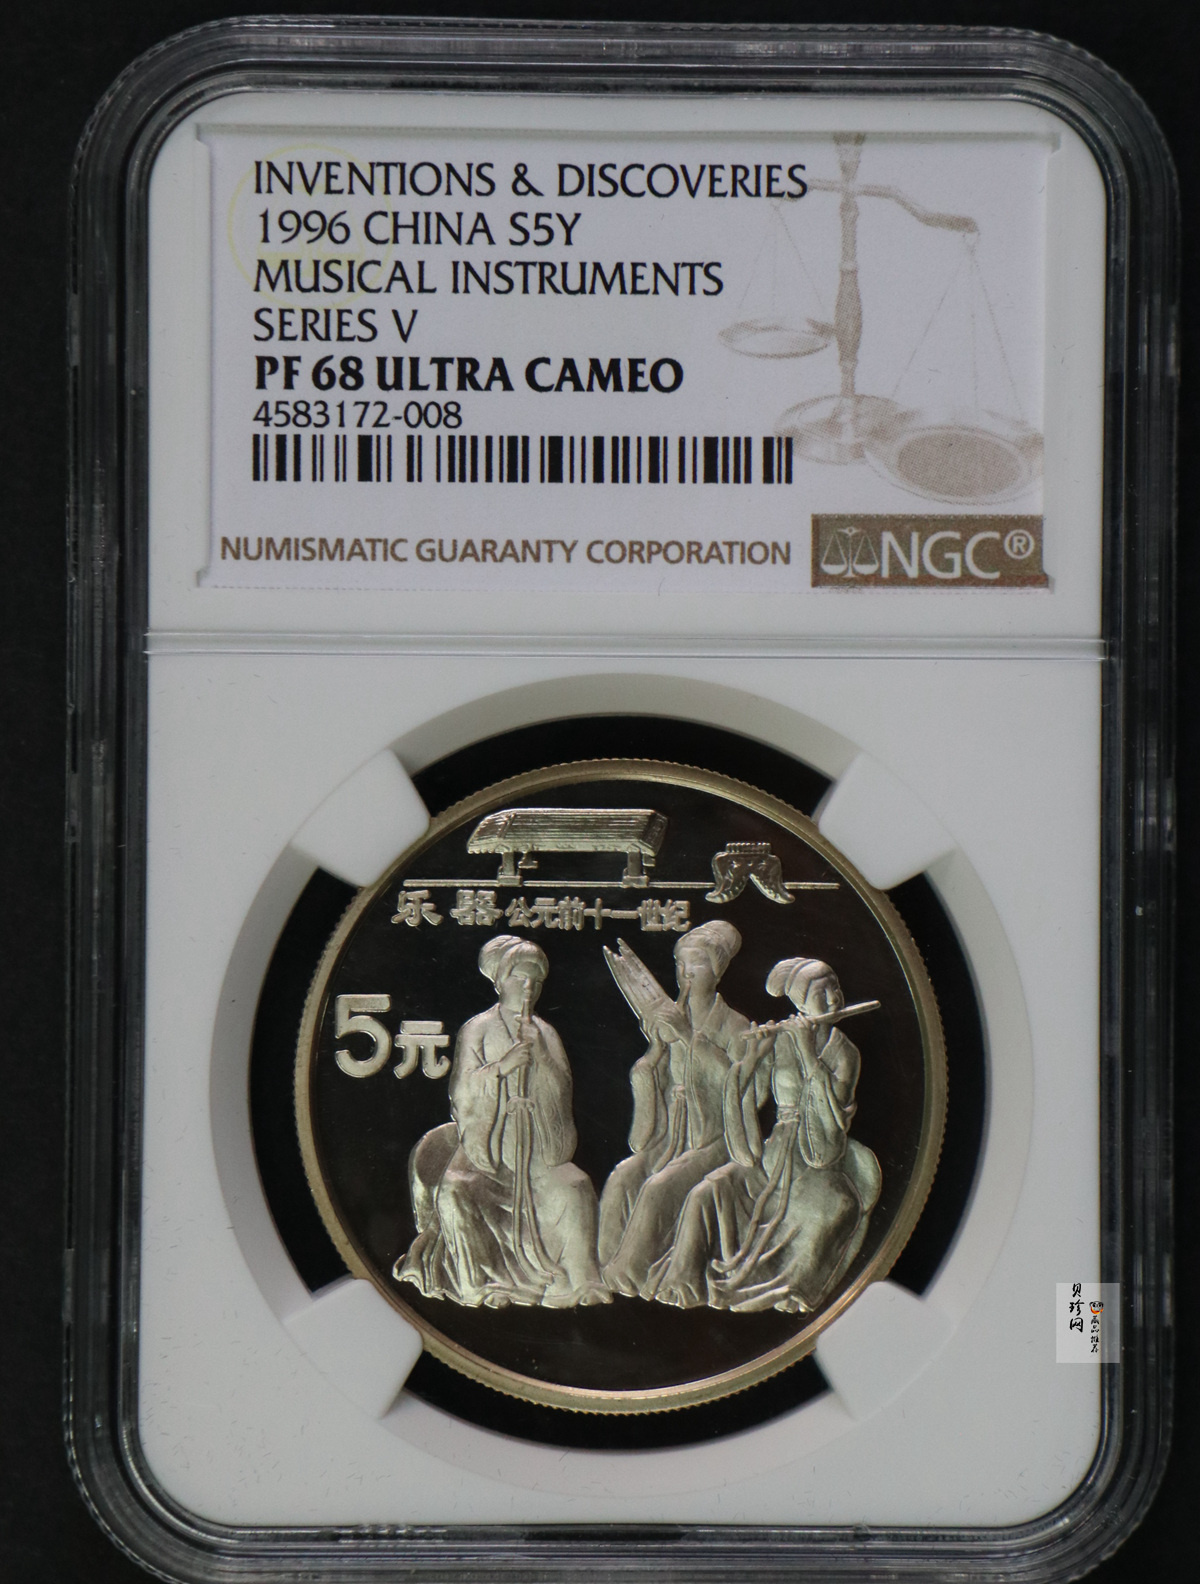 INVENTIONS & DISCOVERIES
1996 CHINA S5Y
MUSICAL INSTRUMENTS
SERIES V
PF 68 ULTRA CAMEO
4583172-008
NUMISMATIC GUARANTY CORPORATION
NGC®
乐器公元前十一世纪
5元
贝珍网